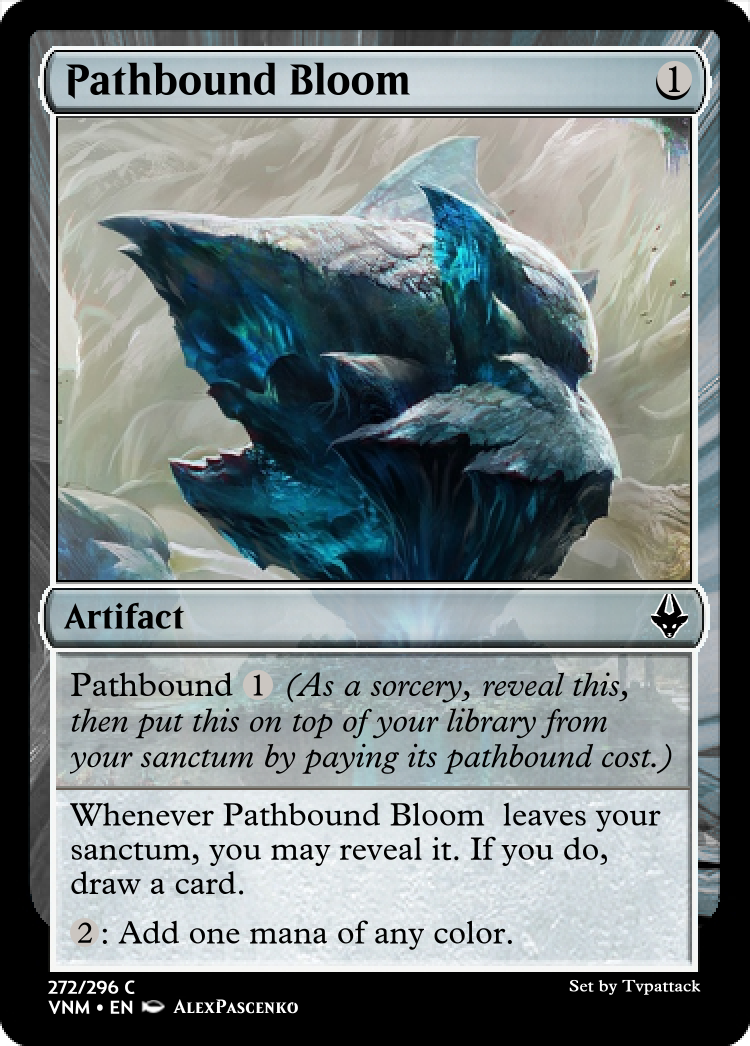 Pathbound Bloom 1
Artifact
Pathbound 1 (As a sorcery, reveal this,
then put this on top of your library from
your sanctum by paying its pathbound cost.)
Whenever Pathbound Bloom leaves your
sanctum, you may reveal it. If you do,
draw a card.
2: Add one mana of any color.
272/296 C
Set by Tvpattack
VNM • EN AlexPascenko